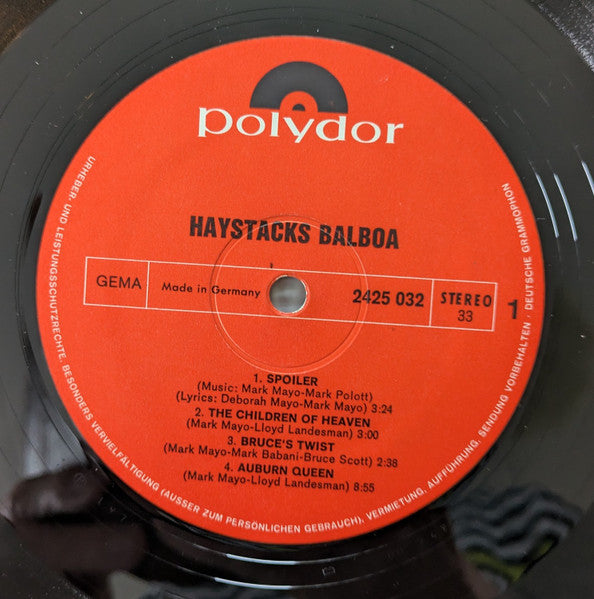 polydor
HAYSTACKS BALBOA
GEMA
Made in Germany
2425 032
STEREO
33
1
1. SPOILER
(Music: Mark Mayo-Mark Polott)
(Lyrics: Deborah Mayo-Mark Mayo) 3:24
2. THE CHILDREN OF HEAVEN
(Mark Mayo-Lloyd Landesman) 3:00
3. BRUCE'S TWIST
(Mark Mayo-Mark Babani-Bruce Scott) 2:38
4. AUBURN QUEEN
(Mark Mayo-Lloyd Landesman) 8:55
URHEBER- UND LEISTUNGSSCHUTZRECHTE, BESONDERS VERVIELFÄLTIGUNG (AUSSER ZUM PERSÖNLICHEN GEBRAUCH), VERMIETUNG, AUFFÜHRUNG, SENDUNG VORBEHALTEN · DEUTSCHE GRAMMOPHON